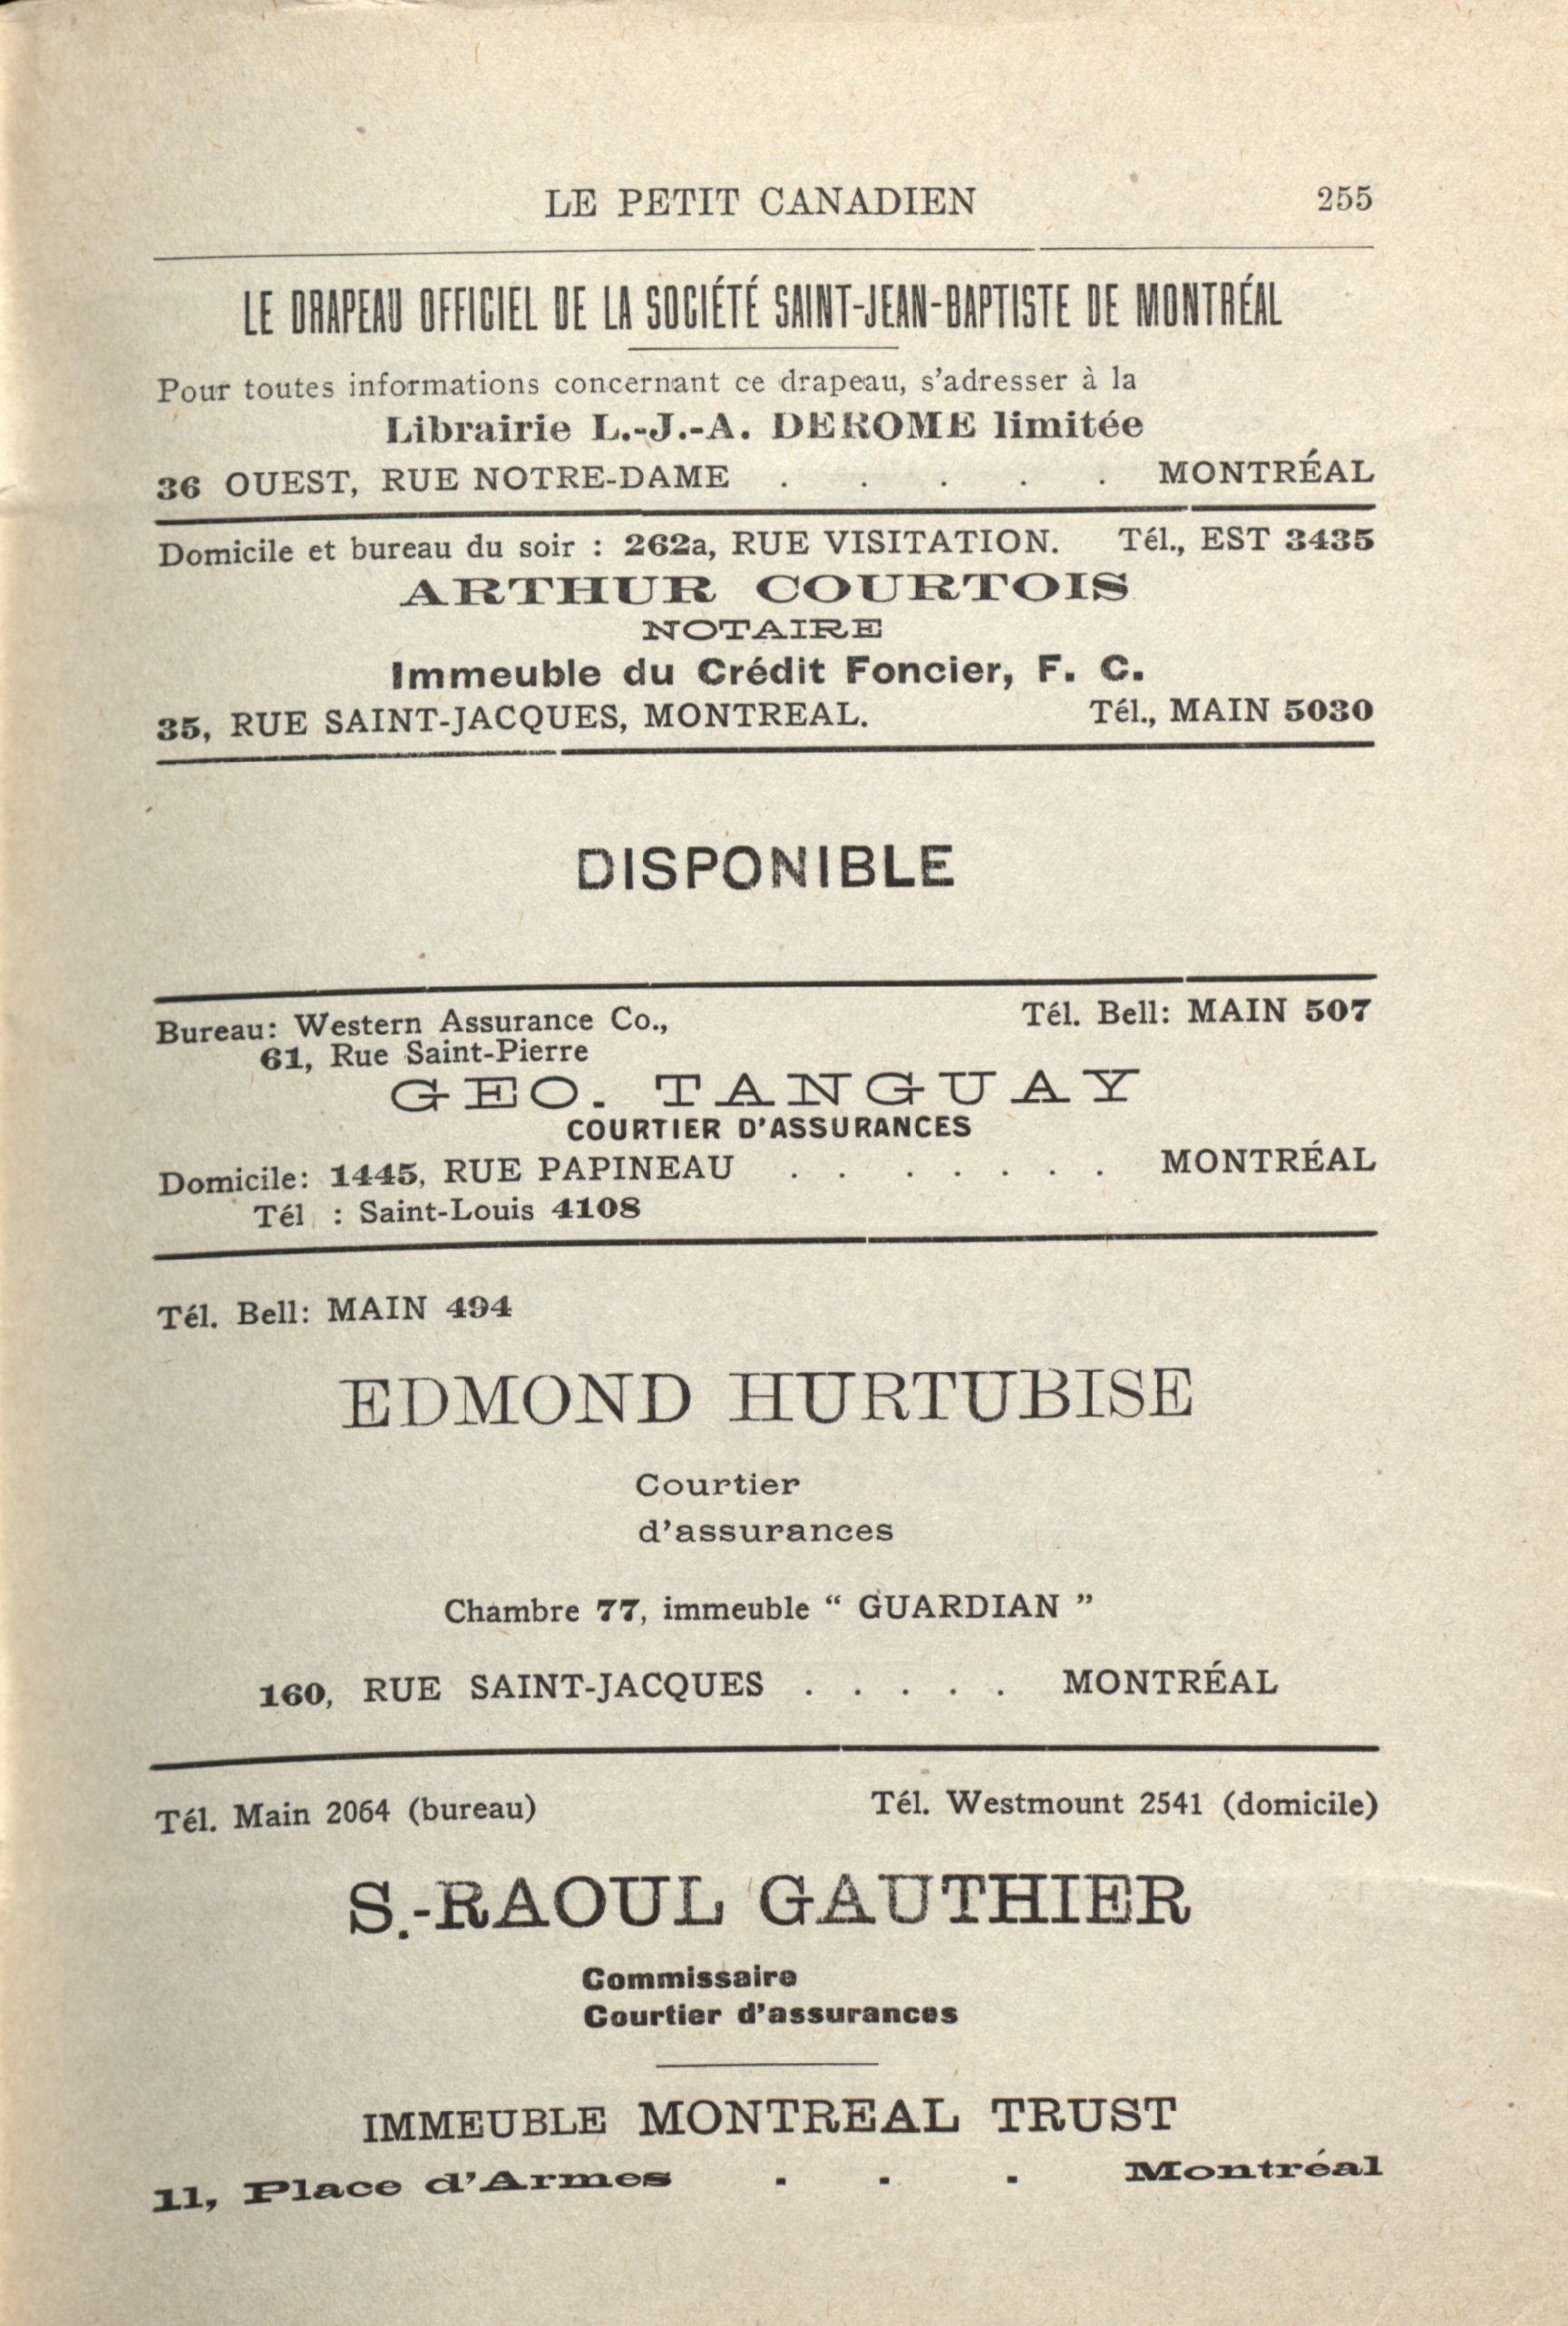 LE PETIT CANADIEN 255
LE DRAPEAU OFFICIEL DE LA SOCIÉTÉ SAINT-JEAN-BAPTISTE DE MONTRÉAL
Pour toutes informations concernant ce drapeau, s'adresser à la
Librairie L.-J.-A. DEROME limitée
36 OUEST, RUE NOTRE-DAME . . . . . MONTRÉAL
Domicile et bureau du soir : 262a, RUE VISITATION. Tél., EST 3435
ARTHUR COURTOIS
NOTAIRE
Immeuble du Crédit Foncier, F. C.
35, RUE SAINT-JACQUES, MONTREAL. Tél., MAIN 5030
DISPONIBLE
Bureau: Western Assurance Co., Tél. Bell: MAIN 507
61, Rue Saint-Pierre
GEO. TANGUAY
COURTIER D'ASSURANCES
Domicile: 1445, RUE PAPINEAU . . . . . . . MONTRÉAL
Tél : Saint-Louis 4108
Tél. Bell: MAIN 494
EDMOND HURTUBISE
Courtier
d'assurances
Chambre 77, immeuble “ GUARDIAN ”
160, RUE SAINT-JACQUES . . . . . MONTRÉAL
Tél. Main 2064 (bureau) Tél. Westmount 2541 (domicile)
S.-RAOUL GAUTHIER
Commissaire
Courtier d'assurances
IMMEUBLE MONTREAL TRUST
11, Place d'Armes . . . Montréal